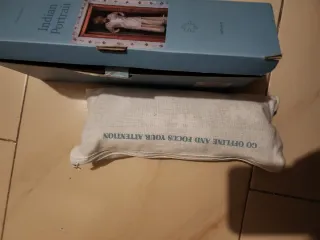 Indian
Portrait
GO OFFLINE AND FOCUS YOUR ATTENTION